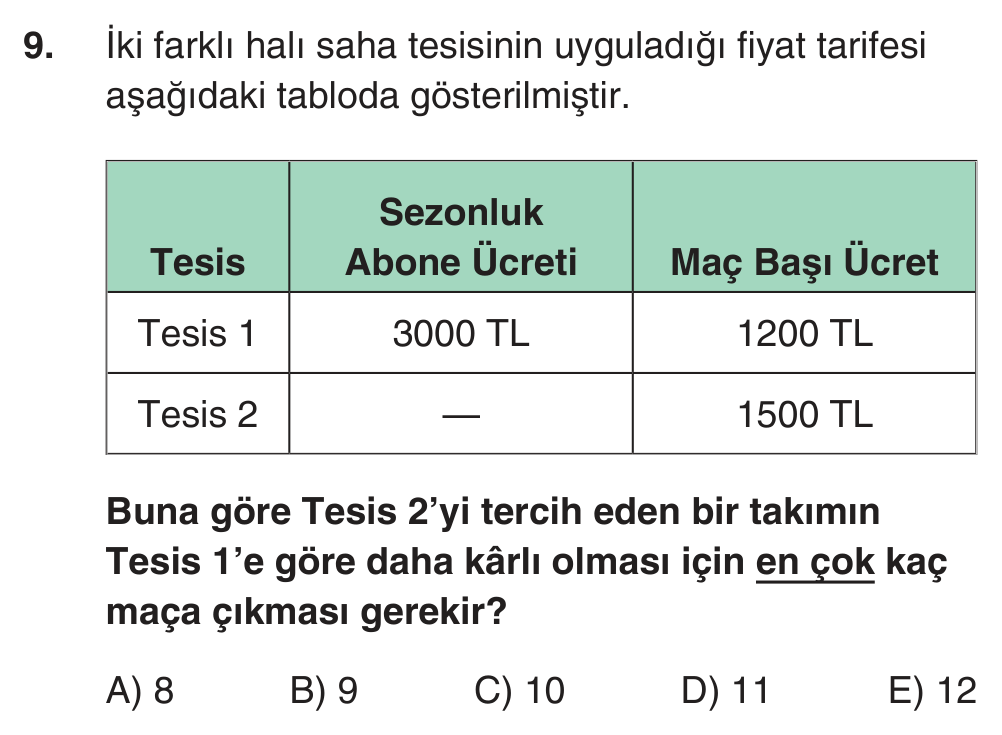 9. İki farklı halı saha tesisinin uyguladığı fiyat tarifesi
aşağıdaki tabloda gösterilmiştir.
Tesis Sezonluk Abone Ücreti Maç Başı Ücret
Tesis 1 3000 TL 1200 TL
Tesis 2 — 1500 TL
Buna göre Tesis 2’yi tercih eden bir takımın
Tesis 1’e göre daha kârlı olması için en çok kaç
maça çıkması gerekir?
A) 8 B) 9 C) 10 D) 11 E) 12